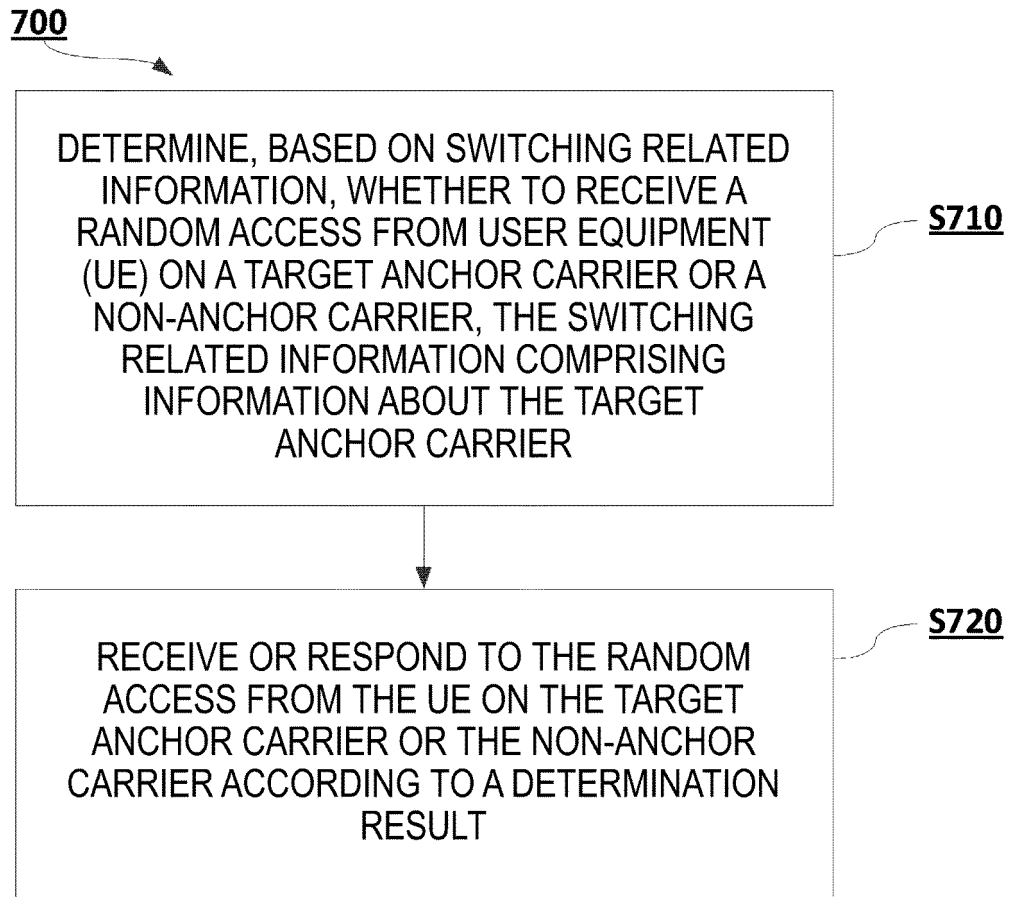 700
DETERMINE, BASED ON SWITCHING RELATED
INFORMATION, WHETHER TO RECEIVE A
RANDOM ACCESS FROM USER EQUIPMENT
(UE) ON A TARGET ANCHOR CARRIER OR A
NON-ANCHOR CARRIER, THE SWITCHING
RELATED INFORMATION COMPRISING
INFORMATION ABOUT THE TARGET
ANCHOR CARRIER
S710
RECEIVE OR RESPOND TO THE RANDOM
ACCESS FROM THE UE ON THE TARGET
ANCHOR CARRIER OR THE NON-ANCHOR
CARRIER ACCORDING TO A DETERMINATION
RESULT
S720